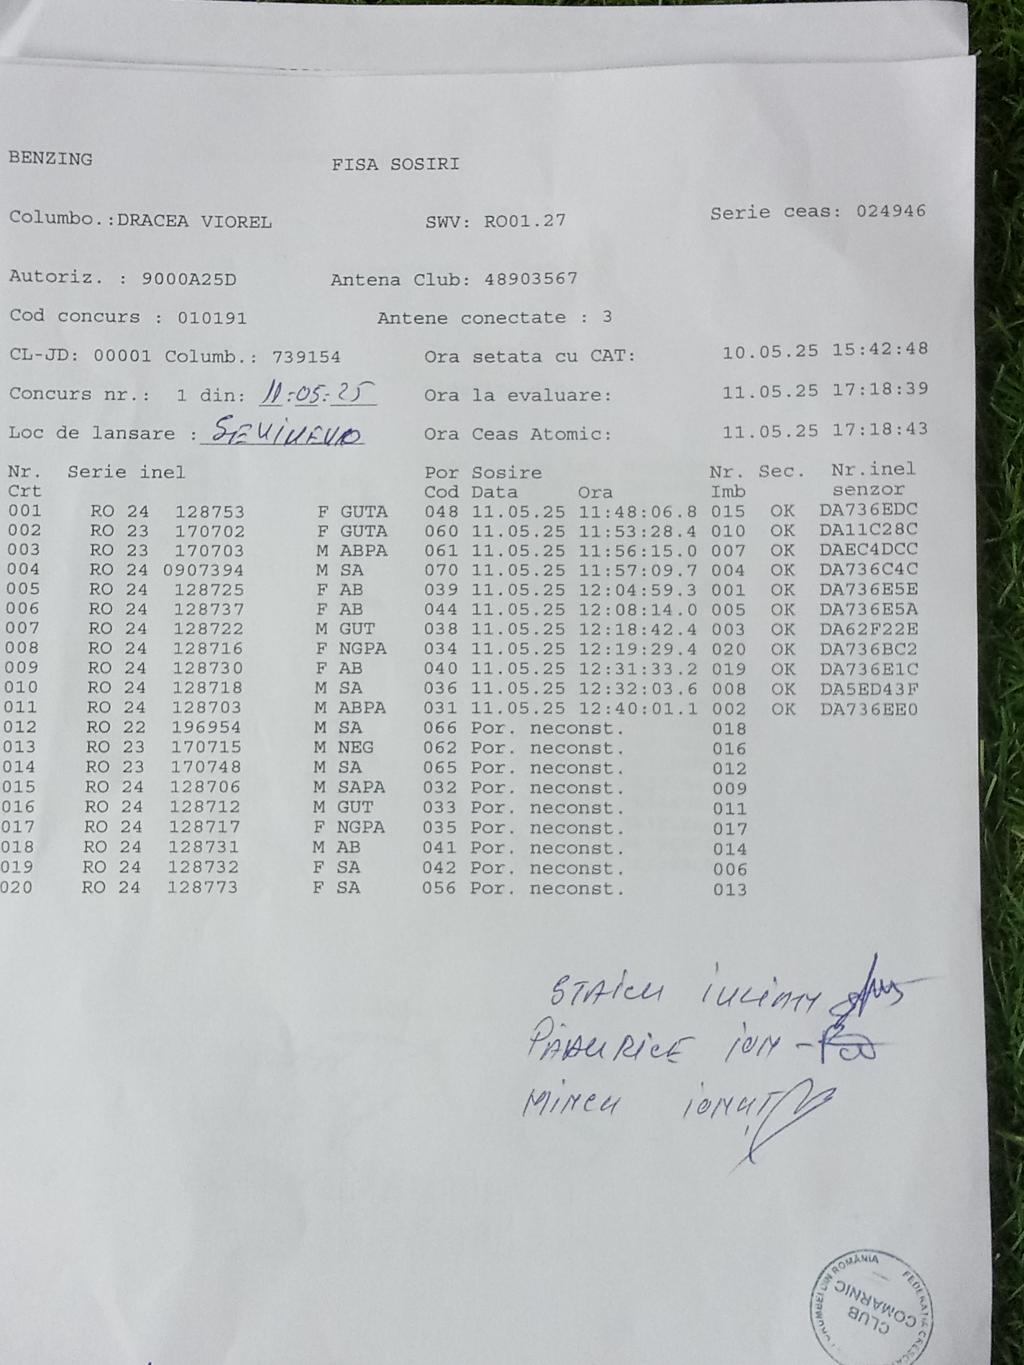 BENZING FISA SOSIRI
Columbo.:DRACEA VIOREL SWV: RO01.27 Serie ceas: 024946
Autoriz. : 9000A25D Antena Club: 48903567
Cod concurs : 010191 Antene conectate : 3
CL-JD: 00001 Columb.: 739154 Ora setata cu CAT: 10.05.25 15:42:48
Concurs nr.: 1 din: 11-05-25 Ora la evaluare: 11.05.25 17:18:39
Loc de lansare : Ora Ceas Atomic: 11.05.25 17:18:43
Nr. Serie inel Por Sosire Nr. Sec. Nr.inel
Crt Cod Data Ora Imb senzor
001 RO 24 128753 F GUTA 048 11.05.25 11:48:06.8 015 OK DA736EDC
002 RO 23 170702 F GUTA 060 11.05.25 11:53:28.4 010 OK DA11C28C
003 RO 23 170703 M ABPA 061 11.05.25 11:56:15.0 007 OK DAEC4DCC
004 RO 24 0907394 M SA 070 11.05.25 11:57:09.7 004 OK DA736C4C
005 RO 24 128725 F AB 039 11.05.25 12:04:59.3 001 OK DA736E5E
006 RO 24 128737 F AB 044 11.05.25 12:08:14.0 005 OK DA736E5A
007 RO 24 128722 M GUT 038 11.05.25 12:18:42.4 003 OK DA62F22E
008 RO 24 128716 F NGPA 034 11.05.25 12:19:29.4 020 OK DA736BC2
009 RO 24 128730 F AB 040 11.05.25 12:31:33.2 019 OK DA736E1C
010 RO 24 128718 M SA 036 11.05.25 12:32:03.6 008 OK DA5ED43F
011 RO 24 128703 M ABPA 031 11.05.25 12:40:01.1 002 OK DA736EE0
012 RO 22 196954 M SA 066 Por. neconst. 018
013 RO 23 170715 M NEG 062 Por. neconst. 016
014 RO 23 170748 M SA 065 Por. neconst. 012
015 RO 24 128706 M SAPA 032 Por. neconst. 009
016 RO 24 128712 M GUT 033 Por. neconst. 011
017 RO 24 128717 F NGPA 035 Por. neconst. 017
018 RO 24 128731 M AB 041 Por. neconst. 014
019 RO 24 128732 F SA 042 Por. neconst. 006
020 RO 24 128773 F SA 056 Por. neconst. 013
STAICU IULIAN
PĂDURICE ION -
MINCU IONUȚ
CLUB
COMARNIC